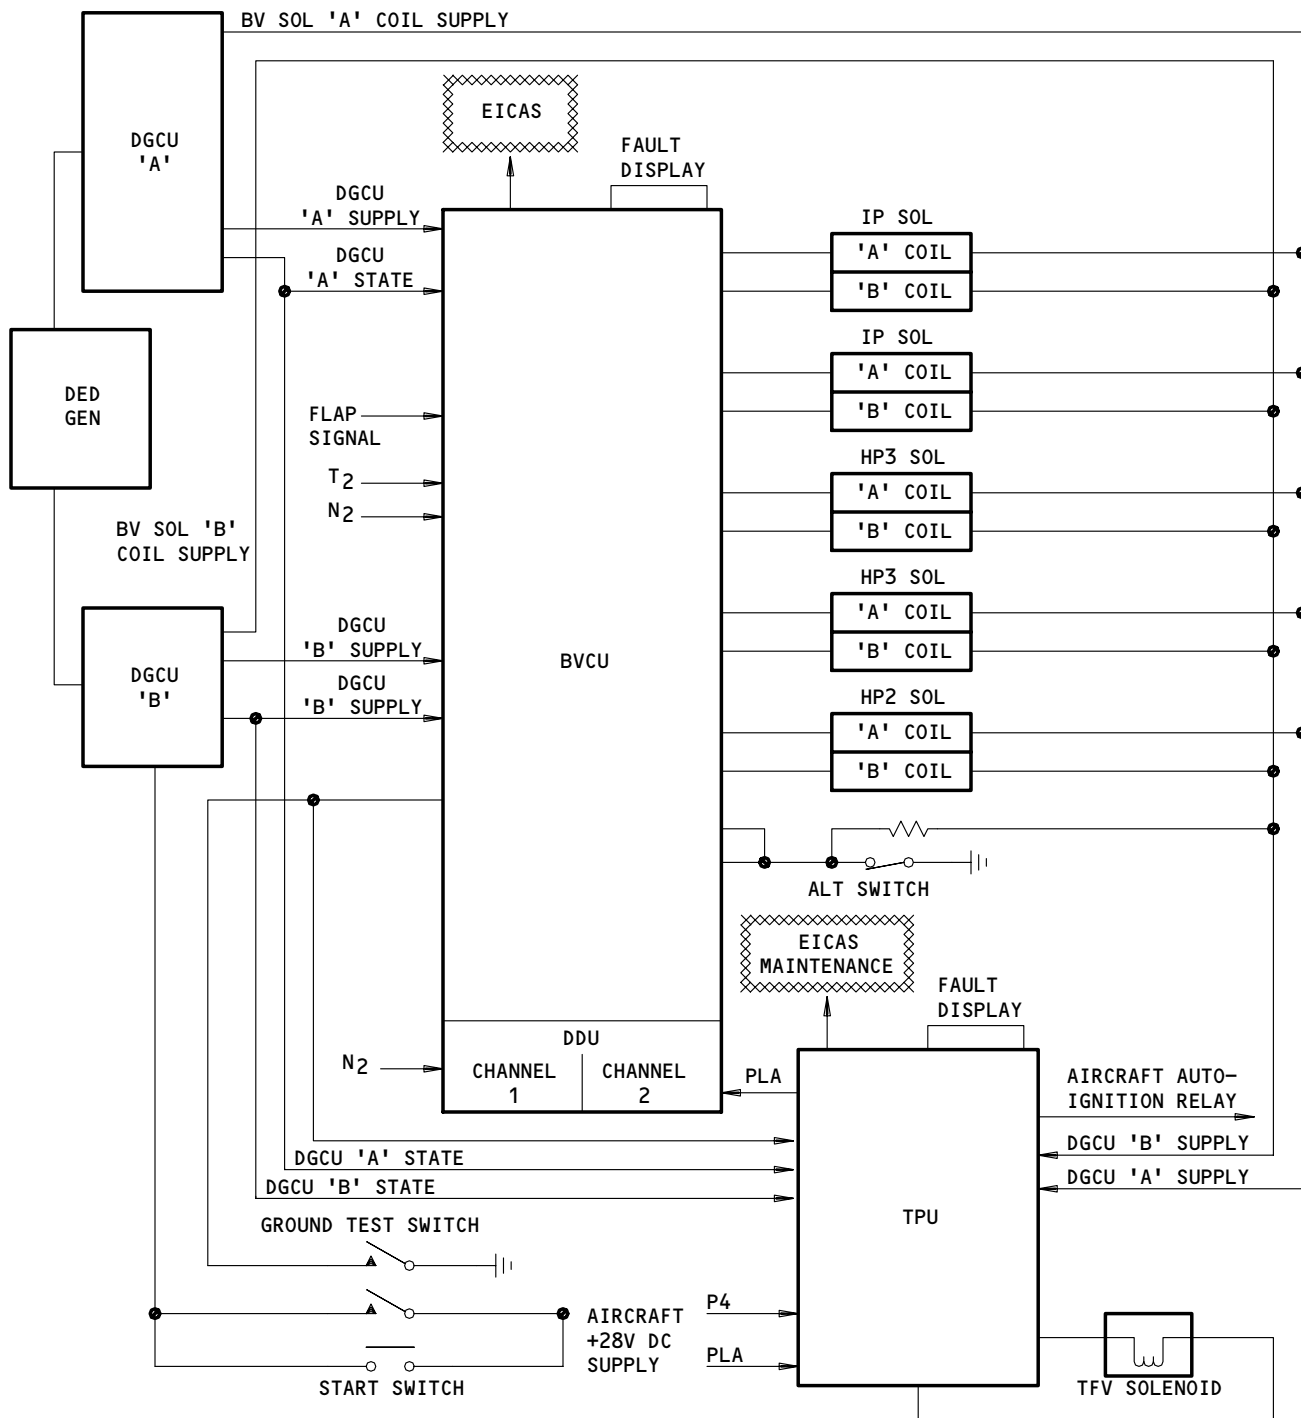 BV SOL 'A' COIL SUPPLY
EICAS
DGCU
'A'
FAULT
DISPLAY
DGCU
'A' SUPPLY
DGCU
'A' STATE
IP SOL
'A' COIL
'B' COIL
IP SOL
'A' COIL
'B' COIL
DED
GEN
FLAP
SIGNAL
T2
N2
HP3 SOL
'A' COIL
'B' COIL
BV SOL 'B'
COIL SUPPLY
HP3 SOL
'A' COIL
'B' COIL
DGCU
'B' SUPPLY
DGCU
'B' SUPPLY
BVCU
DGCU
'B'
HP2 SOL
'A' COIL
'B' COIL
ALT SWITCH
EICAS
MAINTENANCE
FAULT
DISPLAY
DDU
N2
CHANNEL
1
CHANNEL
2
PLA
AIRCRAFT AUTO-
IGNITION RELAY
DGCU 'B' SUPPLY
DGCU 'A' SUPPLY
DGCU 'A' STATE
DGCU 'B' STATE
TPU
GROUND TEST SWITCH
AIRCRAFT
+28V DC
SUPPLY
P4
PLA
START SWITCH
TFV SOLENOID